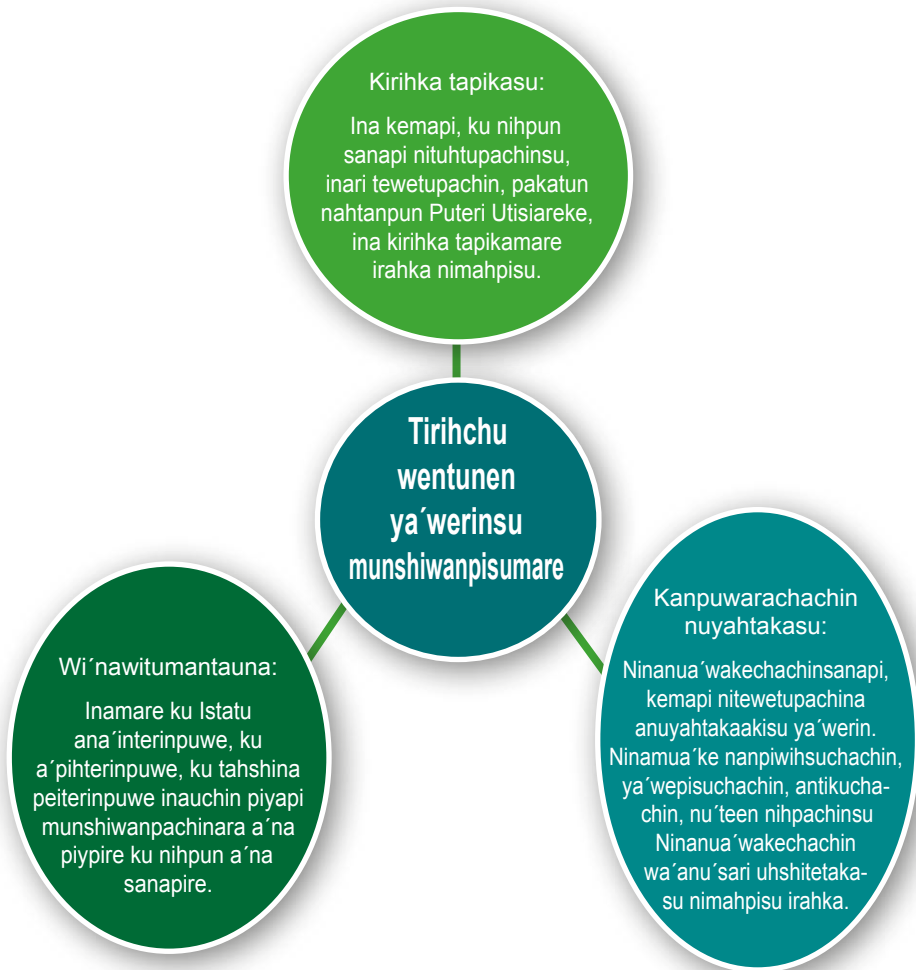 Kirihka tapikasu:
Ina kemapi, ku nihpun
sanapi nituhtupachinsu,
inari tewetupachin, pakatun
nahtanpun Puteri Utisiareke,
ina kirihka tapikamare
irahka nimahpisu.
Tirihchu
wentunen
ya´werinsu
munshiwanpisumare
Wi´nawitumantauna:
Inamare ku Istatu
ana´interinpuwe, ku
a´pihterinpuwe, ku tahshina
peiterinpuwe inauchin piyapi
munshiwanpachinara a´na
piypire ku nihpun a´na
sanapire.
Kanpuwarachachin
nuyahtakasu:
Ninanua´wakechachinsanapi,
kemapi nitewetupachina
anuyahtakaakisu ya´werin.
Ninamua´ke nanpiwihsuchachin,
ya´wepisuchachin, antikucha-
chin, nu´teen nihpachinsu
Ninanua´wakechachin
wa´anu´sari uhshitetaka-
su nimahpisu irahka.